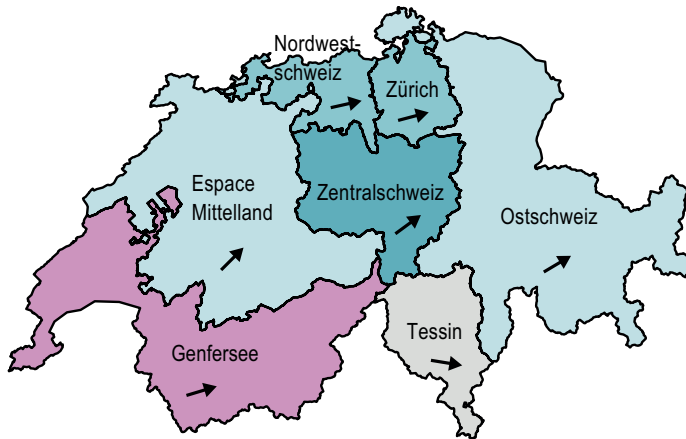 Nordwest-
schweiz
Zürich
Espace
Mittelland
Zentralschweiz
Ostschweiz
Tessin
Genfersee